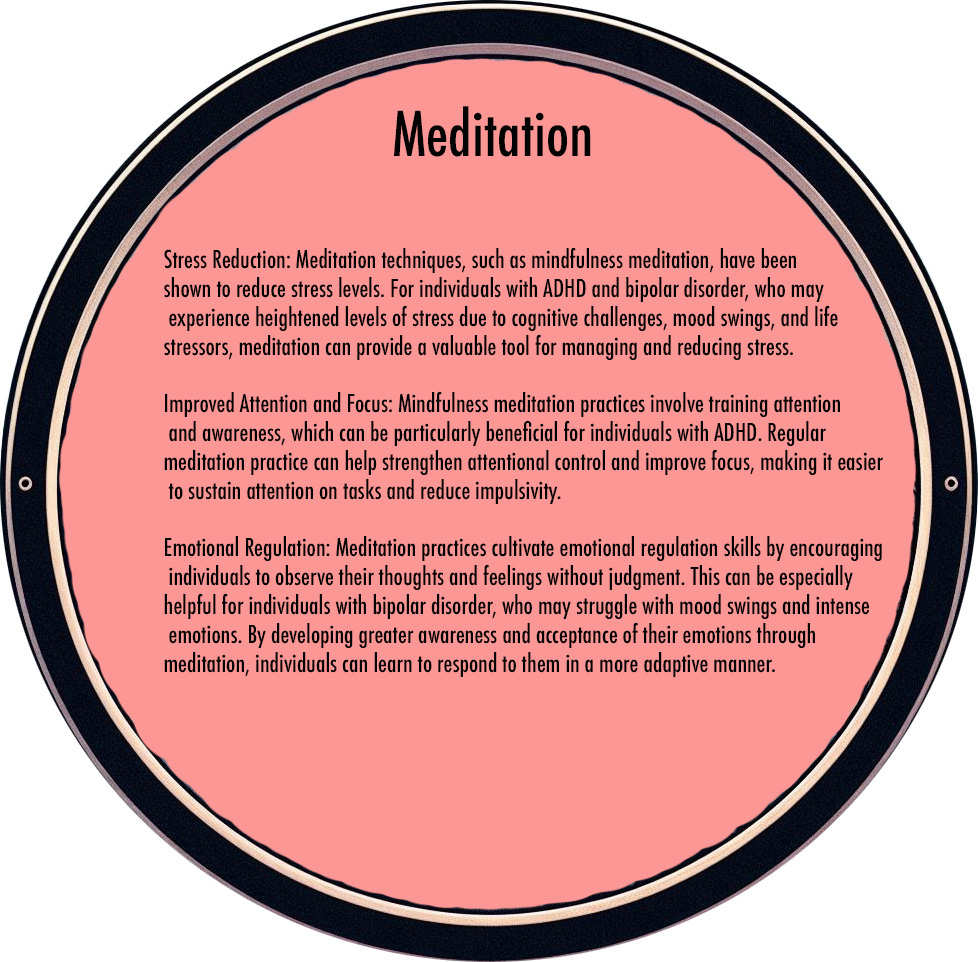 Meditation
Stress Reduction: Meditation techniques, such as mindfulness meditation, have been
shown to reduce stress levels. For individuals with ADHD and bipolar disorder, who may
experience heightened levels of stress due to cognitive challenges, mood swings, and life
stressors, meditation can provide a valuable tool for managing and reducing stress.
Improved Attention and Focus: Mindfulness meditation practices involve training attention
and awareness, which can be particularly beneficial for individuals with ADHD. Regular
meditation practice can help strengthen attentional control and improve focus, making it easier
to sustain attention on tasks and reduce impulsivity.
Emotional Regulation: Meditation practices cultivate emotional regulation skills by encouraging
individuals to observe their thoughts and feelings without judgment. This can be especially
helpful for individuals with bipolar disorder, who may struggle with mood swings and intense
emotions. By developing greater awareness and acceptance of their emotions through
meditation, individuals can learn to respond to them in a more adaptive manner.